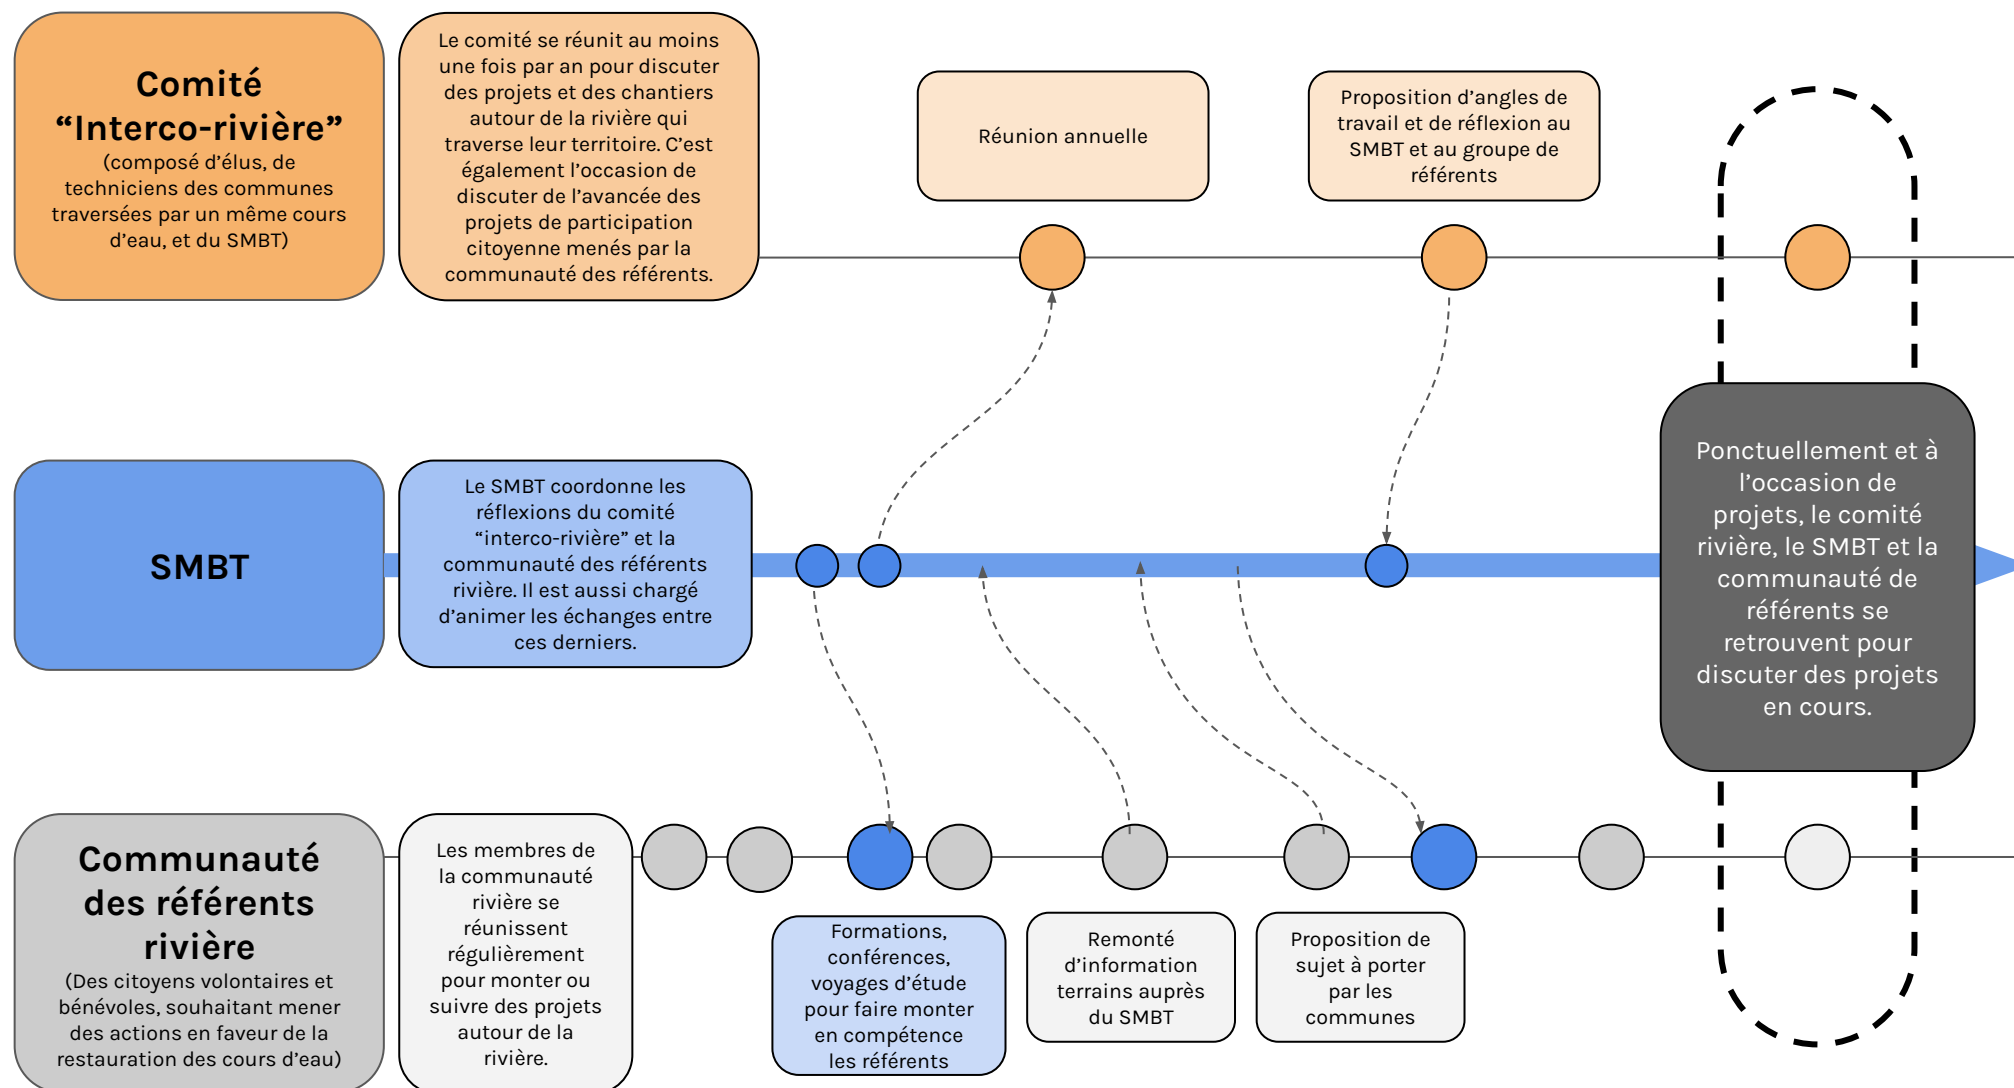 Comité
“Interco-rivière”
(composé d’élus, de
techniciens des communes
traversées par un même cours
d’eau, et du SMBT)
Le comité se réunit au moins
une fois par an pour discuter
des projets et des chantiers
autour de la rivière qui
traverse leur territoire. C’est
également l’occasion de
discuter de l’avancée des
projets de participation
citoyenne menés par la
communauté des référents.
Réunion annuelle
Proposition d’angles de
travail et de réflexion au
SMBT et au groupe de
référents
SMBT
Le SMBT coordonne les
réflexions du comité
“interco-rivière” et la
communauté des référents
rivière. Il est aussi chargé
d’animer les échanges entre
ces derniers.
Ponctuellement et à
l’occasion de
projets, le comité
rivière, le SMBT et la
communauté de
référents se
retrouvent pour
discuter des projets
en cours.
Communauté
des référents
rivière
(Des citoyens volontaires et
bénévoles, souhaitant mener
des actions en faveur de la
restauration des cours d’eau)
Les membres de
la communauté
rivière se
réunissent
régulièrement
pour monter ou
suivre des projets
autour de la
rivière.
Formations,
conférences,
voyages d’étude
pour faire monter
en compétence
les référents
Remonté
d’information
terrains auprès
du SMBT
Proposition de
sujet à porter
par les
communes